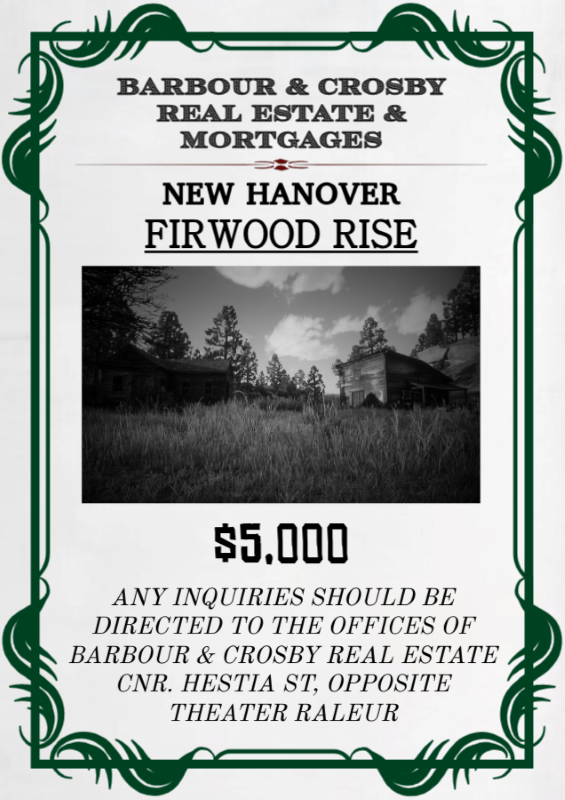 BARBOUR & CROSBY
REAL ESTATE &
MORTGAGES
NEW HANOVER
FIRWOOD RISE
$5,000
ANY INQUIRIES SHOULD BE
DIRECTED TO THE OFFICES OF
BARBOUR & CROSBY REAL ESTATE
CNR. HESTIA ST, OPPOSITE
THEATER RALEUR